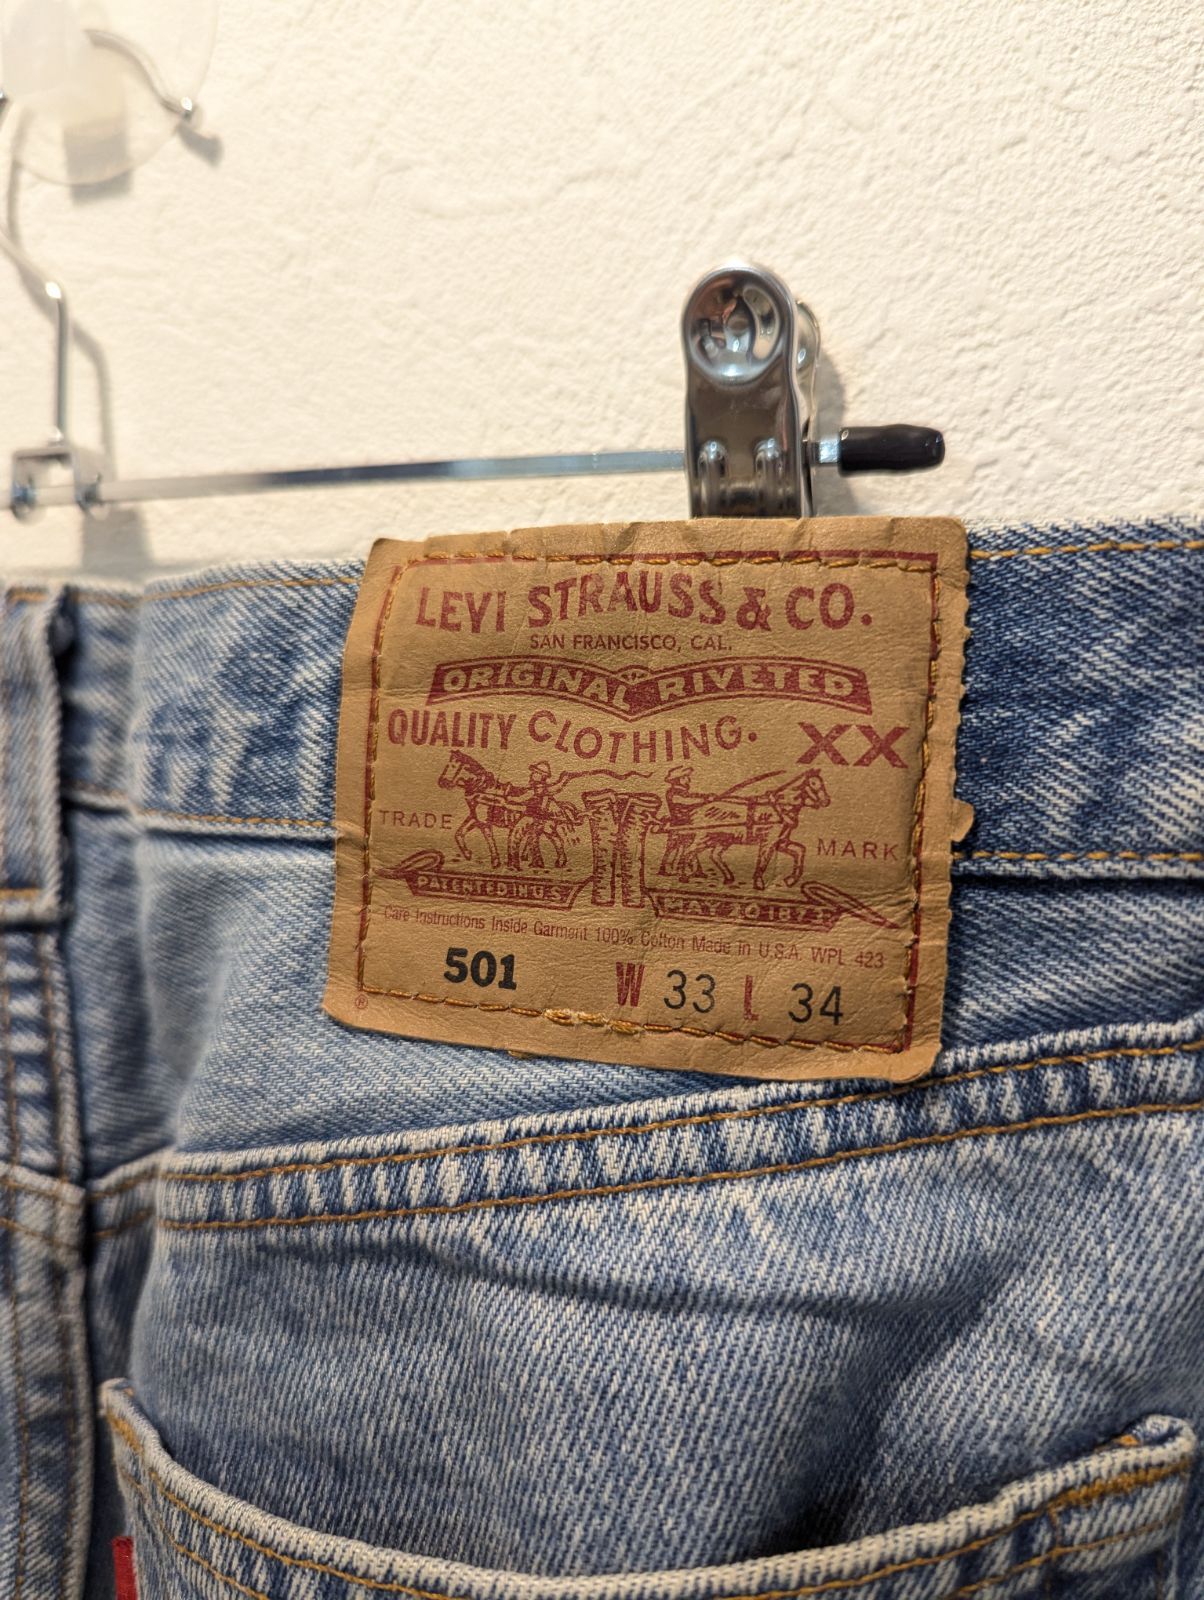 LEVI STRAUSS & CO.
SAN FRANCISCO, CAL.
ORIGINAL RIVETED
QUALITY CLOTHING. XX
TRADE MARK
PATENTED IN U.S. MAY 20 1873
Care Instructions Inside Garment 100% Cotton Made in U.S.A. WPL 423
501 W 33 L 34
®